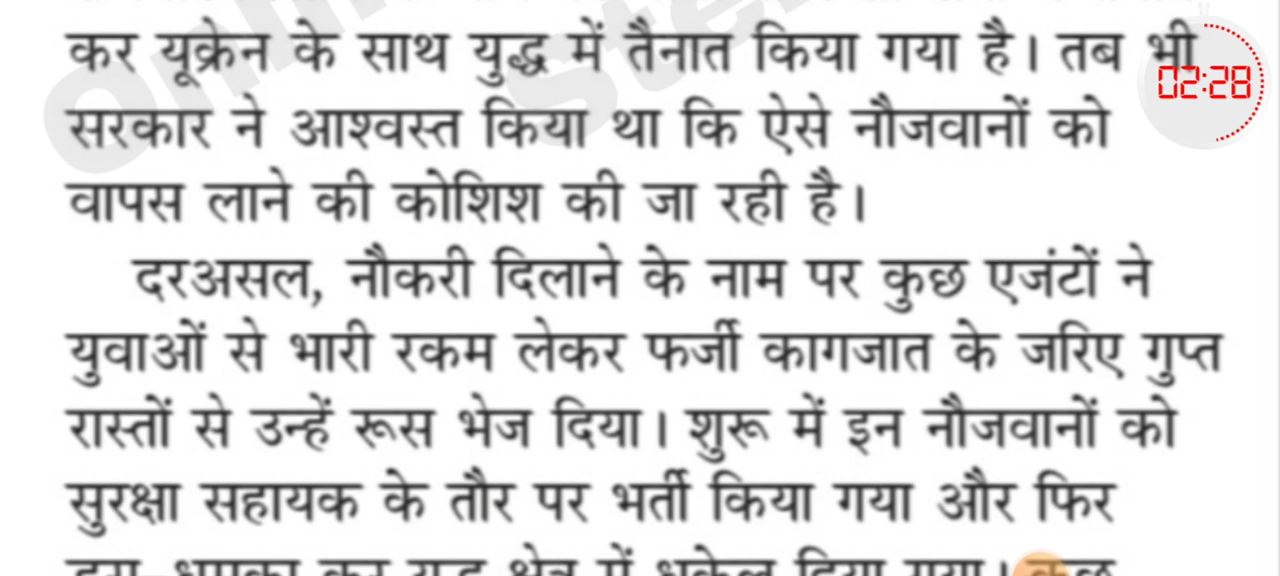 कर यूक्रेन के साथ युद्ध में तैनात किया गया है। तब भी
02:28
सरकार ने आश्वस्त किया था कि ऐसे नौजवानों को
वापस लाने की कोशिश की जा रही है।
दरअसल, नौकरी दिलाने के नाम पर कुछ एजंटों ने
युवाओं से भारी रकम लेकर फर्जी कागजात के जरिए गुप्त
रास्तों से उन्हें रूस भेज दिया। शुरू में इन नौजवानों को
सुरक्षा सहायक के तौर पर भर्ती किया गया और फिर